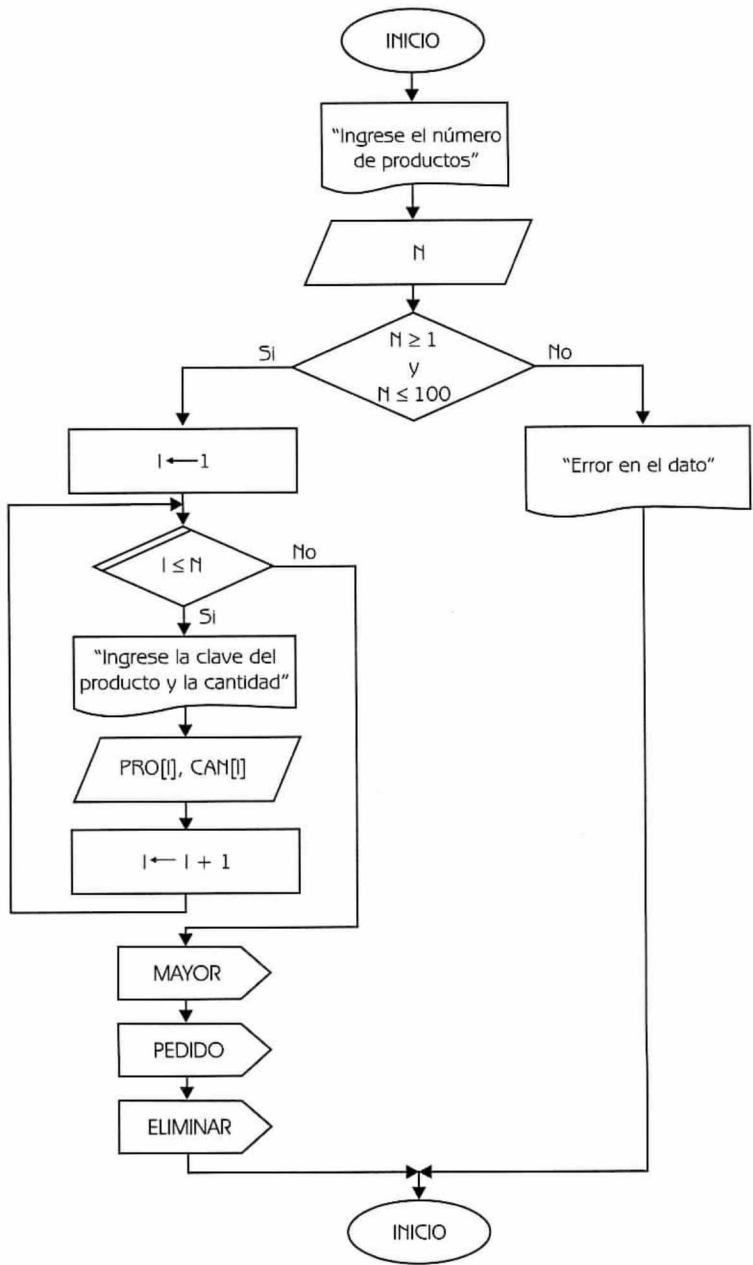 INICIO
"Ingrese el número
de productos"
N
N ≥ 1
y
N ≤ 100
Si
No
I ← 1
"Error en el dato"
I ≤ N
No
Si
"Ingrese la clave del
producto y la cantidad"
PRO[I], CAN[I]
I ← I + 1
MAYOR
PEDIDO
ELIMINAR
INICIO